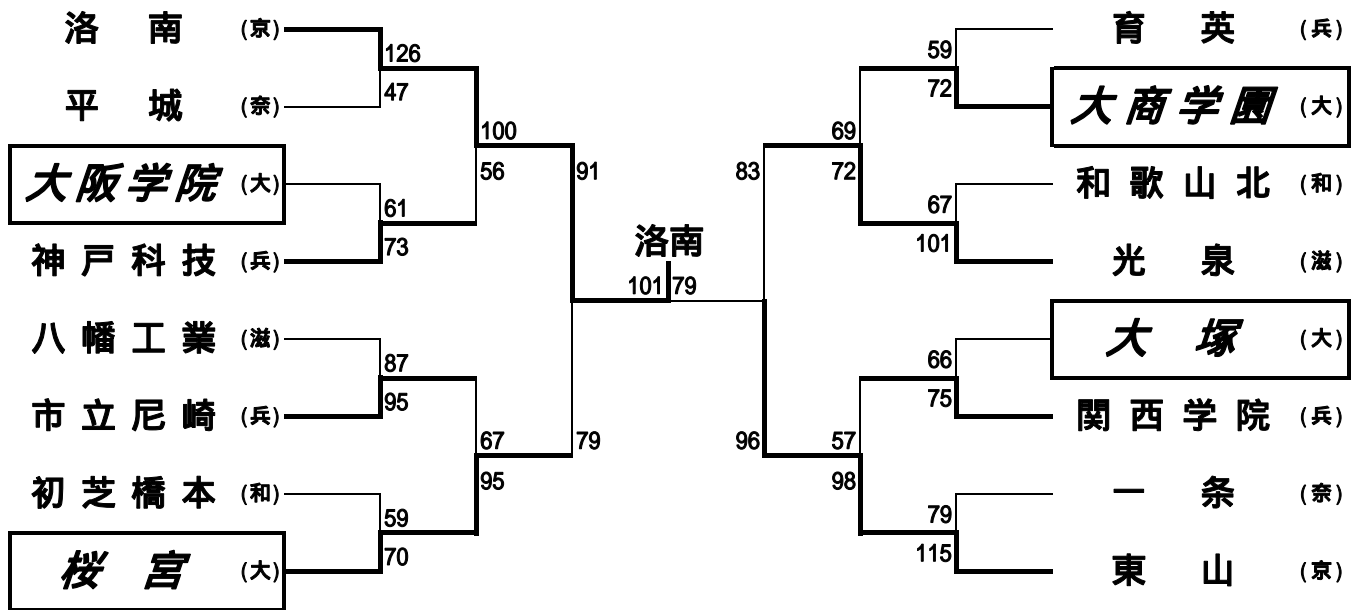 洛南 (京)
126
47
平城 (奈)
100
56
大阪学院 (大)
61
73
神戸科技 (兵)
91
79
八幡工業 (滋)
87
95
市立尼崎 (兵)
67
95
初芝橋本 (和)
59
70
桜宮 (大)
洛南
101 79
育英 (兵)
59
72
大商学園 (大)
69
72
和歌山北 (和)
67
101
光泉 (滋)
83
96
大塚 (大)
66
75
関西学院 (兵)
57
98
一条 (奈)
79
115
東山 (京)